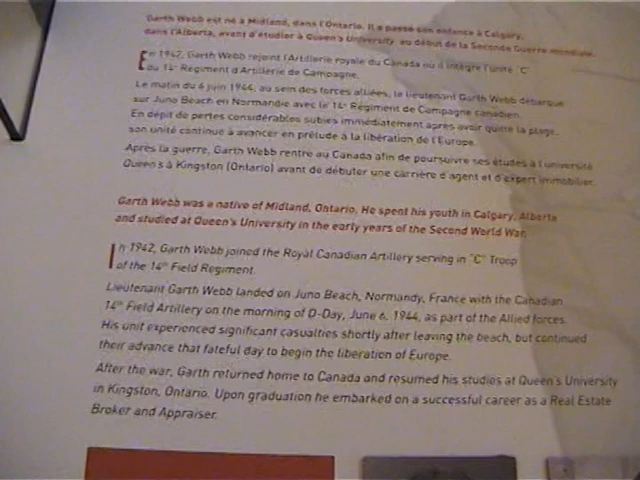 Garth Webb est né à Midland, dans l'Ontario. Il a passé son enfance à Calgary,
dans l'Alberta, avant d'étudier à Queen's University, au début de la Seconde Guerre mondiale.
En 1942, Garth Webb rejoint l'Artillerie royale du Canada où il intègre l'unité "C"
du 14e Régiment d'Artillerie de Campagne.
Le matin du 6 juin 1944, au sein des forces alliées, le lieutenant Garth Webb débarque
sur Juno Beach en Normandie avec le 14e Régiment de Campagne canadien.
En dépit de pertes considérables subies immédiatement après avoir quitté la plage,
son unité continue à avancer en prélude à la libération de l'Europe.
Après la guerre, Garth Webb rentre au Canada afin de poursuivre ses études à l'université
Queen's à Kingston (Ontario) avant de débuter une carrière d'agent et d'expert immobilier.
Garth Webb was a native of Midland, Ontario. He spent his youth in Calgary, Alberta
and studied at Queen's University in the early years of the Second World War.
In 1942, Garth Webb joined the Royal Canadian Artillery serving in "C" Troop
of the 14th Field Regiment.
Lieutenant Garth Webb landed on Juno Beach, Normandy, France with the Canadian
14th Field Artillery on the morning of D-Day, June 6, 1944, as part of the Allied forces.
His unit experienced significant casualties shortly after leaving the beach, but continued
their advance that fateful day to begin the liberation of Europe.
After the war, Garth returned home to Canada and resumed his studies at Queen's University
in Kingston, Ontario. Upon graduation he embarked on a successful career as a Real Estate
Broker and Appraiser.